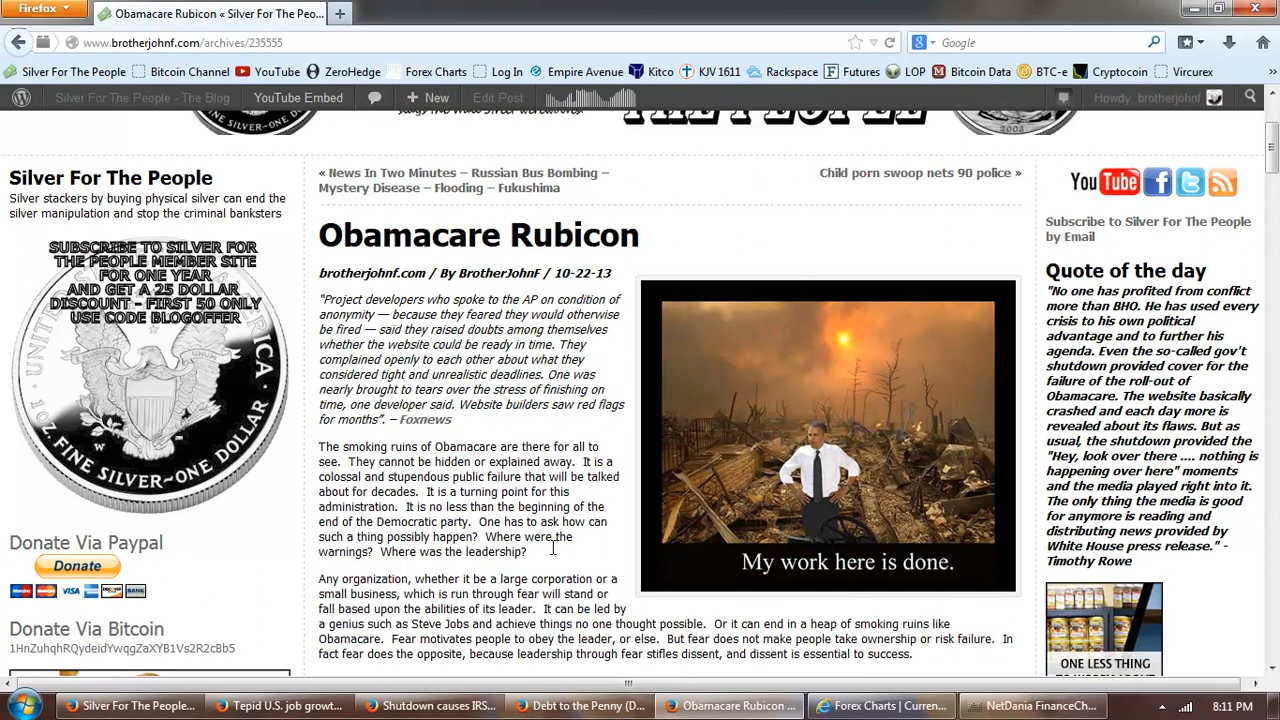 Firefox
Obamacare Rubicon « Silver For The Peo...
www.brotherjohnf.com/archives/235555
Google
Silver For The People
Bitcoin Channel
YouTube
ZeroHedge
Forex Charts
Log In
Empire Avenue
Kitco
KJV 1611
Rackspace
Futures
LOP
Bitcoin Data
BTC-e
Cryptocoin
Vircurex
»
Silver For The People - The Blog
YouTube Embed
New
Edit Post
Howdy, brotherjohnf
THE PEOPLE
Silver For The People
Silver stackers by buying physical silver can end the
silver manipulation and stop the criminal banksters
SUBSCRIBE TO SILVER FOR
THE PEOPLE MEMBER SITE
FOR ONE YEAR
AND GET A 25 DOLLAR
DISCOUNT - FIRST 50 ONLY
USE CODE BLOGOFFER
Donate Via Paypal
Donate
VISA
BANK
Donate Via Bitcoin
1HnZuhqhRQydeidYwqgZaXYB1Vs2R2cBb5
« News In Two Minutes – Russian Bus Bombing –
Mystery Disease – Flooding – Fukushima
Child porn swoop nets 90 police »
Obamacare Rubicon
brotherjohnf.com / By BrotherJohnF / 10-22-13
"Project developers who spoke to the AP on condition of
anonymity — because they feared they would otherwise
be fired — said they raised doubts among themselves
whether the website could be ready in time. They
complained openly to each other about what they
considered tight and unrealistic deadlines. One was
nearly brought to tears over the stress of finishing on
time, one developer said. Website builders saw red flags
for months". – Foxnews
The smoking ruins of Obamacare are there for all to
see. They cannot be hidden or explained away. It is a
colossal and stupendous public failure that will be talked
about for decades. It is a turning point for this
administration. It is no less than the beginning of the
end of the Democratic party. One has to ask how can
such a thing possibly happen? Where were the
warnings? Where was the leadership?
Any organization, whether it be a large corporation or a
small business, which is run through fear will stand or
fall based upon the abilities of its leader. It can be led by
a genius such as Steve Jobs and achieve things no one thought possible. Or it can end in a heap of smoking ruins like
Obamacare. Fear motivates people to obey the leader, or else. But fear does not make people take ownership or risk failure. In
fact fear does the opposite, because leadership through fear stifles dissent, and dissent is essential to success.
My work here is done.
You Tube
Subscribe to Silver For The People
by Email
Quote of the day
"No one has profited from conflict
more than BHO. He has used every
crisis to his own political
advantage and to further his
agenda. Even the so-called gov't
shutdown provided cover for the
failure of the roll-out of
Obamacare. The website basically
crashed and each day more is
revealed about its flaws. But as
usual, the shutdown provided the
"Hey, look over there .... nothing is
happening over here" moments
and the media played right into it.
The only thing the media is good
for anymore is reading and
distributing news provided by
White House press release." -
Timothy Rowe
ONE LESS THING
Silver For The People...
Tepid U.S. job growt...
Shutdown causes IRS...
Debt to the Penny (D...
Obamacare Rubicon ...
Forex Charts | Curren...
NetDania FinanceCh...
8:11 PM